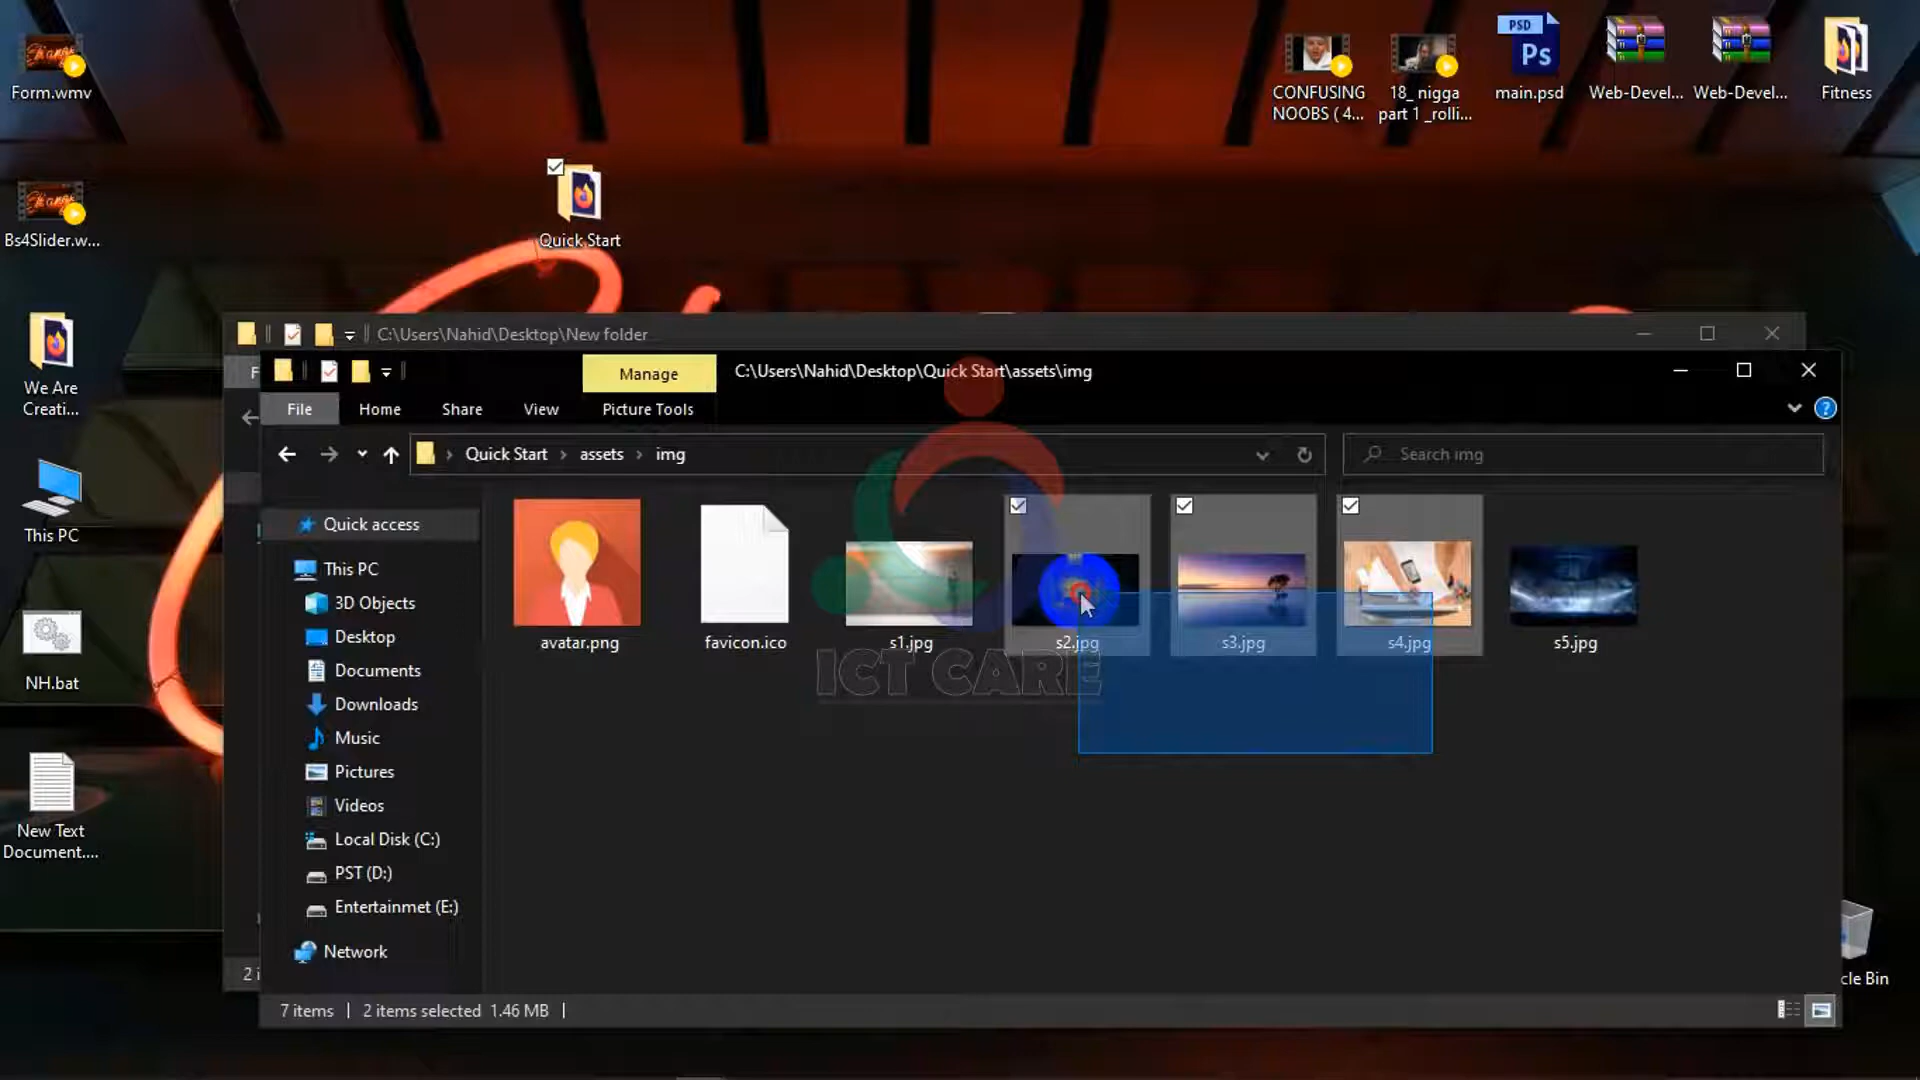 Form.wmv
CONFUSING
NOOBS ( 4...
18_ nigga
part 1 _rolli...
PSD
Ps
main.psd
Web-Devel...
Web-Devel...
Fitness
Bs4Slider.w...
Quick Start
We Are
Creati...
This PC
NH.bat
New Text
Document....
C:\Users\Nahid\Desktop\New folder
Manage
C:\Users\Nahid\Desktop\Quick Start\assets\img
File
Home
Share
View
Picture Tools
Quick Start
assets
img
Search img
Quick access
This PC
3D Objects
Desktop
Documents
Downloads
Music
Pictures
Videos
Local Disk (C:)
PST (D:)
Entertainmet (E:)
Network
avatar.png
favicon.ico
s1.jpg
s2.jpg
s3.jpg
s4.jpg
s5.jpg
ICT CARE
7 items
2 items selected 1.46 MB
cle Bin